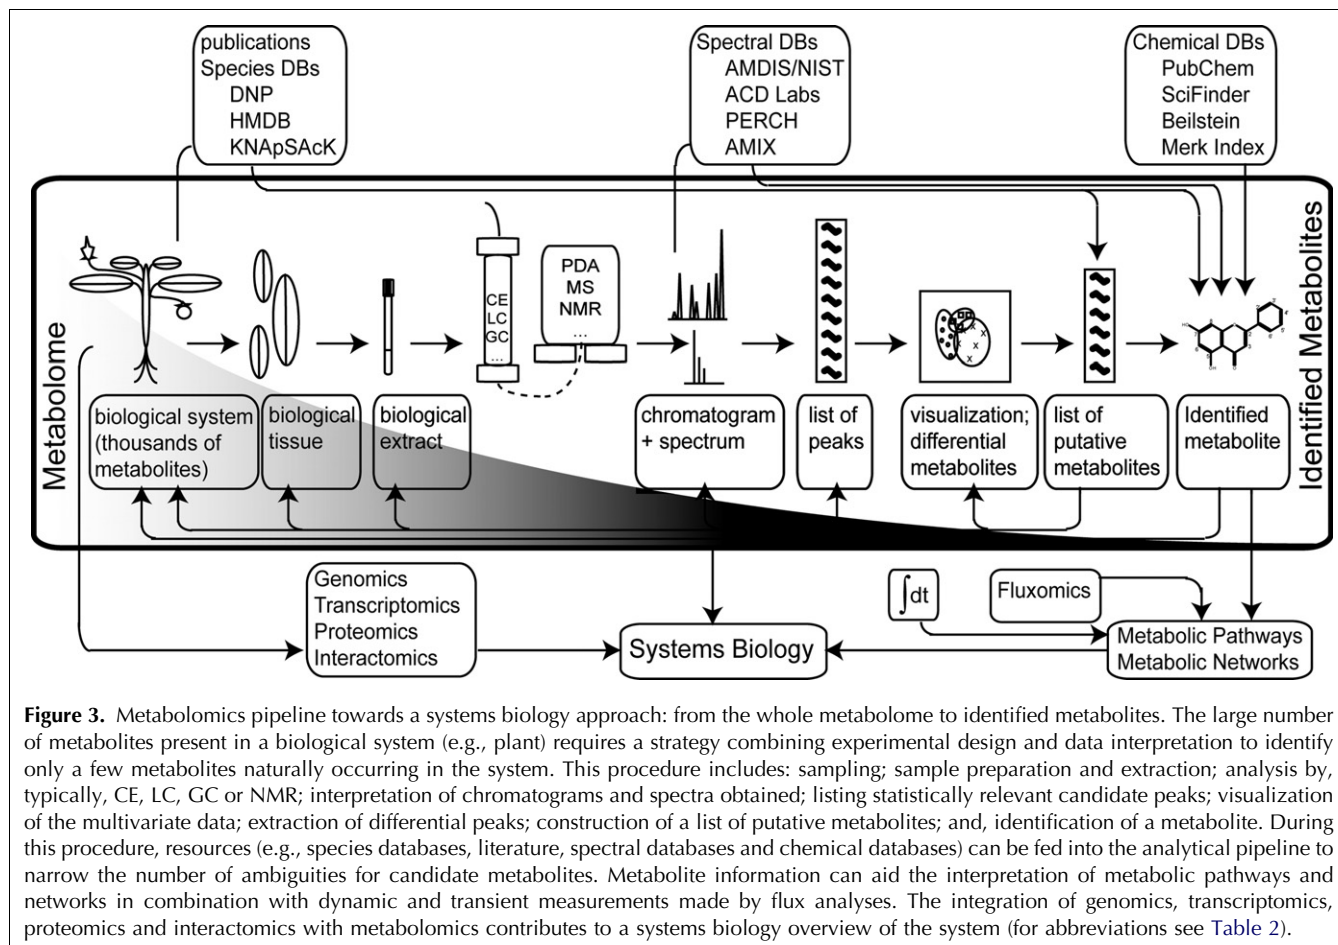 publications
Species DBs
DNP
HMDB
KNApSAcK
Spectral DBs
AMDIS/NIST
ACD Labs
PERCH
AMIX
Chemical DBs
PubChem
SciFinder
Beilstein
Merk Index
Metabolome
CE
LC
GC
...
PDA
MS
NMR
...
Identified Metabolites
biological system
(thousands of
metabolites)
biological
tissue
biological
extract
chromatogram
+ spectrum
list of
peaks
visualization;
differential
metabolites
list of
putative
metabolites
Identified
metabolite
Genomics
Transcriptomics
Proteomics
Interactomics
Systems Biology
∫dt
Fluxomics
Metabolic Pathways
Metabolic Networks
Figure 3. Metabolomics pipeline towards a systems biology approach: from the whole metabolome to identified metabolites. The large number
of metabolites present in a biological system (e.g., plant) requires a strategy combining experimental design and data interpretation to identify
only a few metabolites naturally occurring in the system. This procedure includes: sampling; sample preparation and extraction; analysis by,
typically, CE, LC, GC or NMR; interpretation of chromatograms and spectra obtained; listing statistically relevant candidate peaks; visualization
of the multivariate data; extraction of differential peaks; construction of a list of putative metabolites; and, identification of a metabolite. During
this procedure, resources (e.g., species databases, literature, spectral databases and chemical databases) can be fed into the analytical pipeline to
narrow the number of ambiguities for candidate metabolites. Metabolite information can aid the interpretation of metabolic pathways and
networks in combination with dynamic and transient measurements made by flux analyses. The integration of genomics, transcriptomics,
proteomics and interactomics with metabolomics contributes to a systems biology overview of the system (for abbreviations see Table 2).